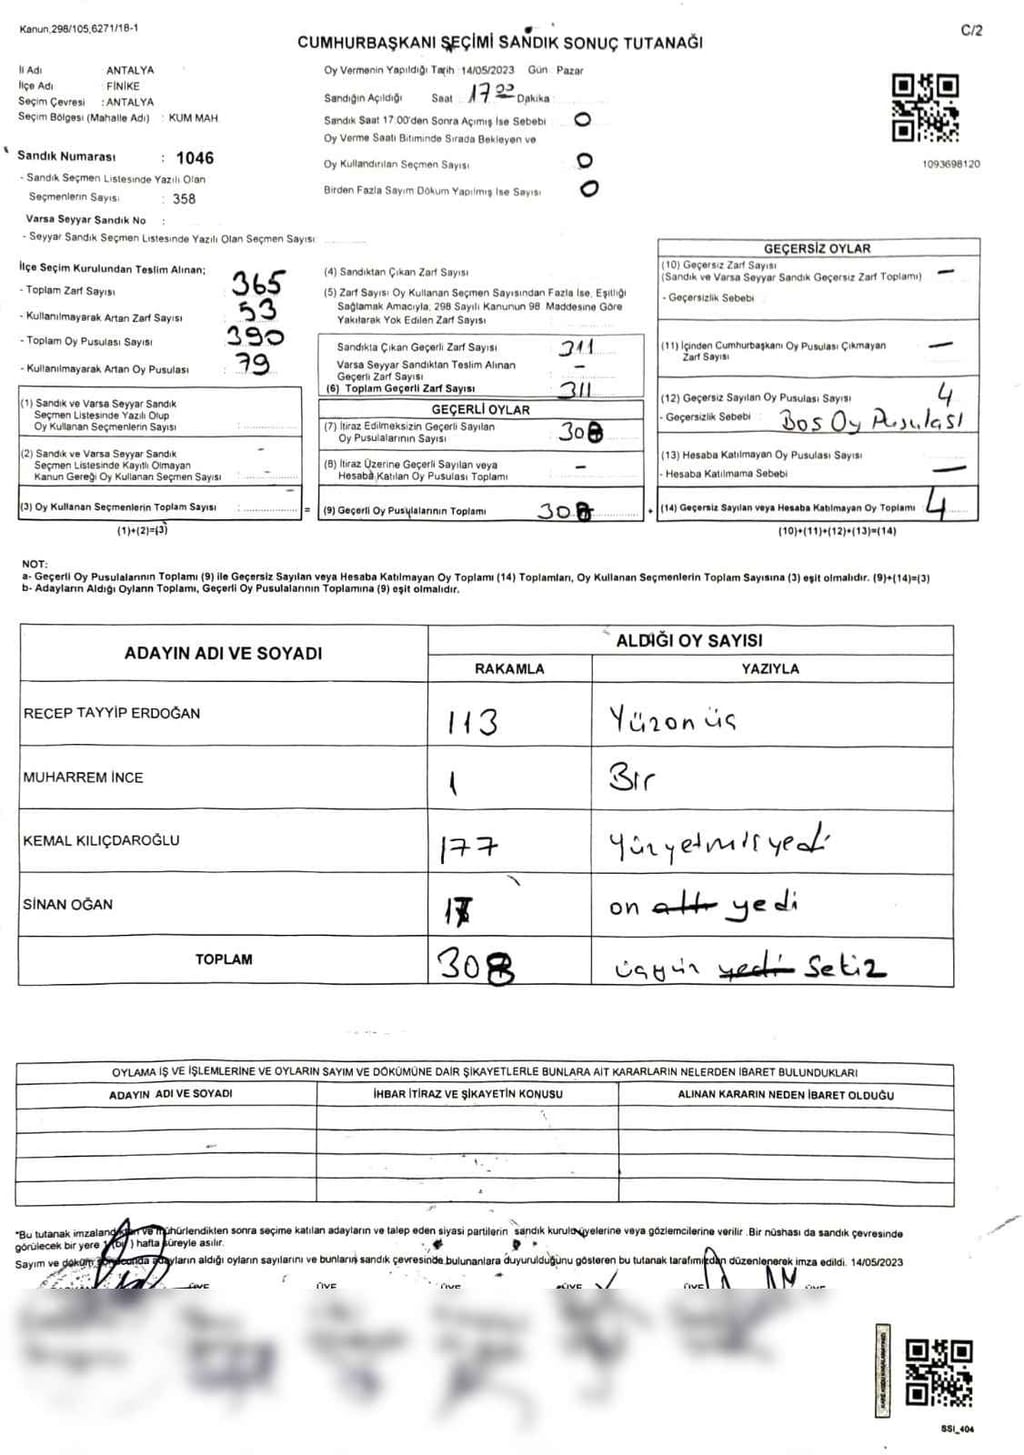 Kanun,298/105,6271/18-1
C/2
CUMHURBAŞKANI SEÇİMİ SANDIK SONUÇ TUTANAĞI
İl Adı : ANTALYA
İlçe Adı : FİNİKE
Seçim Çevresi : ANTALYA
Seçim Bölgesi (Mahalle Adı) : KUM MAH
Oy Vermenin Yapıldığı Tarih :14/05/2023 Gün : Pazar
Sandığın Açıldığı Saat 17 00 Dakika
Sandık Saat 17.00'den Sonra Açımış İse Sebebi 0
Oy Verme Saati Bitiminde Sırada Bekleyen ve
Oy Kullandırılan Seçmen Sayısı 0
Birden Fazla Sayım Döküm Yapılmış İse Sayısı 0
1093698120
Sandık Numarası : 1046
- Sandık Seçmen Listesinde Yazılı Olan
Seçmenlerin Sayısı : 358
Varsa Seyyar Sandık No :
- Seyyar Sandık Seçmen Listesinde Yazılı Olan Seçmen Sayısı
İlçe Seçim Kurulundan Teslim Alınan;
- Toplam Zarf Sayısı 365
- Kullanılmayarak Artan Zarf Sayısı 53
- Toplam Oy Pusulası Sayısı 390
- Kullanılmayarak Artan Oy Pusulası 79
(1) Sandık ve Varsa Seyyar Sandık
Seçmen Listesinde Yazılı Olup
Oy Kullanan Seçmenlerin Sayısı :
(2) Sandık ve Varsa Seyyar Sandık -
Seçmen Listesinde Kayıtlı Olmayan
Kanun Gereği Oy Kullanan Seçmen Sayısı : -
(3) Oy Kullanan Seçmenlerin Toplam Sayısı : - =
(1)+(2)=(3)
(4) Sandıktan Çıkan Zarf Sayısı
(5) Zarf Sayısı Oy Kullanan Seçmen Sayısından Fazla İse, Eşitliği
Sağlamak Amacıyla, 298 Sayılı Kanunun 98. Maddesine Göre
Yakılarak Yok Edilen Zarf Sayısı
Sandıkta Çıkan Geçerli Zarf Sayısı 311
Varsa Seyyar Sandıktan Teslim Alınan
Geçerli Zarf Sayısı -
(6) Toplam Geçerli Zarf Sayısı 311
GEÇERLİ OYLAR
(7) İtiraz Edilmeksizin Geçerli Sayılan
Oy Pusulalarının Sayısı 308
(8) İtiraz Üzerine Geçerli Sayılan veya
Hesaba Katılan Oy Pusulası Toplamı -
(9) Geçerli Oy Pusulalarının Toplamı 308 +
GEÇERSİZ OYLAR
(10) Geçersiz Zarf Sayısı
(Sandık ve Varsa Seyyar Sandık Geçersiz Zarf Toplamı) -
- Geçersizlik Sebebi :
(11) İçinden Cumhurbaşkanı Oy Pusulası Çıkmayan
Zarf Sayısı -
(12) Geçersiz Sayılan Oy Pusulası Sayısı 4
- Geçersizlik Sebebi : Boş Oy Pusulası
(13) Hesaba Katılmayan Oy Pusulası Sayısı
- Hesaba Katılmama Sebebi -
(14) Geçersiz Sayılan veya Hesaba Katılmayan Oy Toplamı 4
(10)+(11)+(12)+(13)=(14)
NOT:
a- Geçerli Oy Pusulalarının Toplamı (9) ile Geçersiz Sayılan veya Hesaba Katılmayan Oy Toplamı (14) Toplamları, Oy Kullanan Seçmenlerin Toplam Sayısına (3) eşit olmalıdır. (9)+(14)=(3)
b- Adayların Aldığı Oyların Toplamı, Geçerli Oy Pusulalarının Toplamına (9) eşit olmalıdır.
ADAYIN ADI VE SOYADI
ALDIĞI OY SAYISI
RAKAMLA YAZIYLA
RECEP TAYYİP ERDOĞAN 113 Yüzonüç
MUHARREM İNCE 1 Bir
KEMAL KILIÇDAROĞLU 177 yüzyetmişyedi
SİNAN OĞAN 17 on altı yedi
TOPLAM 308 üçyüz yedi sekiz
OYLAMA İŞ VE İŞLEMLERİNE VE OYLARIN SAYIM VE DÖKÜMÜNE DAİR ŞİKAYETLERLE BUNLARA AİT KARARLARIN NELERDEN İBARET BULUNDUKLARI
ADAYIN ADI VE SOYADI İHBAR İTİRAZ VE ŞİKAYETİN KONUSU ALINAN KARARIN NEDEN İBARET OLDUĞU
*Bu tutanak imzalandıktan ve mühürlendikten sonra seçime katılan adayların ve talep eden siyasi partilerin sandık kurulu üyelerine veya gözlemcilerine verilir. Bir nüshası da sandık çevresinde
görülecek bir yere 1 (bir) hafta süreyle asılır.
Sayım ve döküm sonucunda adayların aldığı oyların sayılarını ve bunların sandık çevresinde bulunanlara duyurulduğunu gösteren bu tutanak tarafımızdan düzenlenerek imza edildi. 14/05/2023
ÜYE ÜYE ÜYE ÜYE ÜYE ÜYE
SSI_404